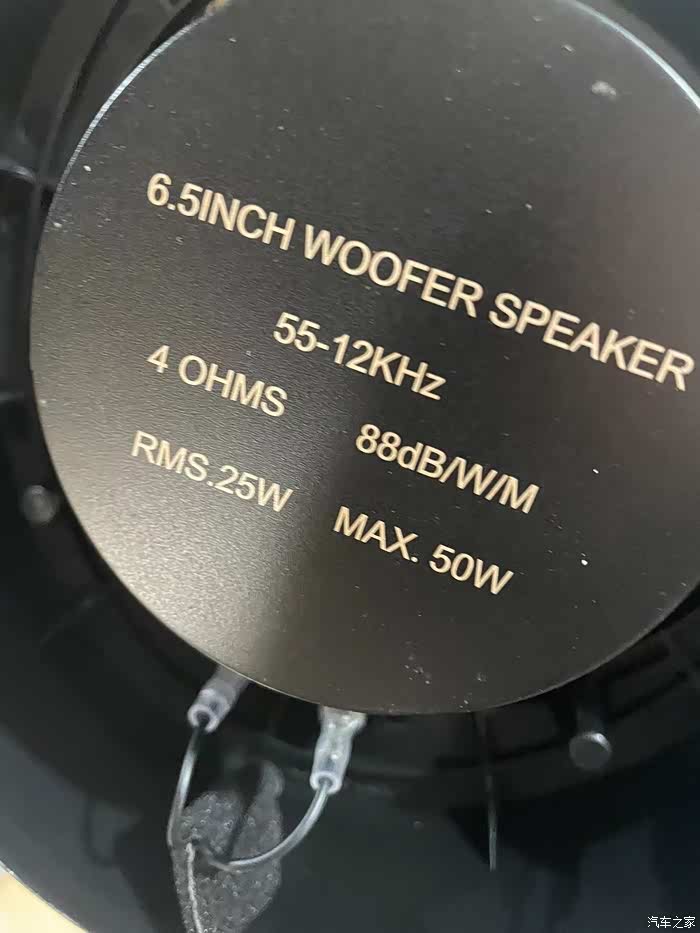 6.5INCH WOOFER SPEAKER
55-12KHz
4 OHMS
88dB/W/M
RMS.25W
MAX. 50W
汽车之家